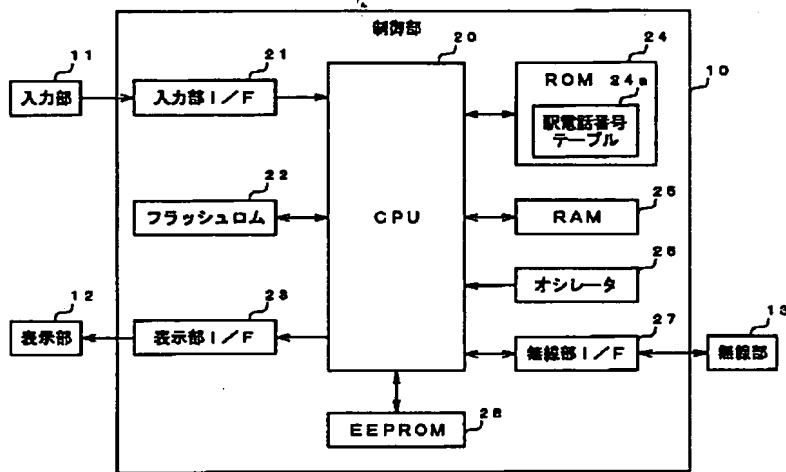 制御部
11
入力部
21
入力部I/F
20
CPU
24
ROM
24a
駅電話番号
テーブル
10
22
フラッシュロム
RAM
25
オシレータ
26
12
表示部
23
表示部I/F
無線部I/F
27
13
無線部
EEPROM
28